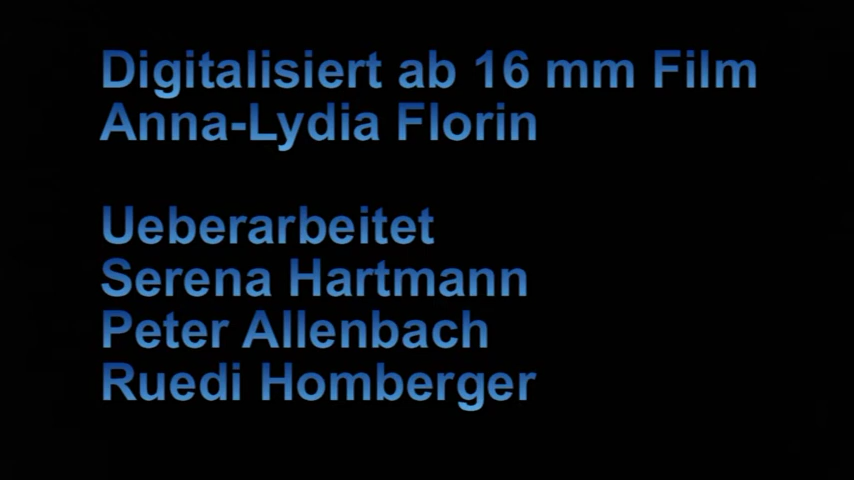 Digitalisiert ab 16 mm Film
Anna-Lydia Florin
Ueberarbeitet
Serena Hartmann
Peter Allenbach
Ruedi Homberger